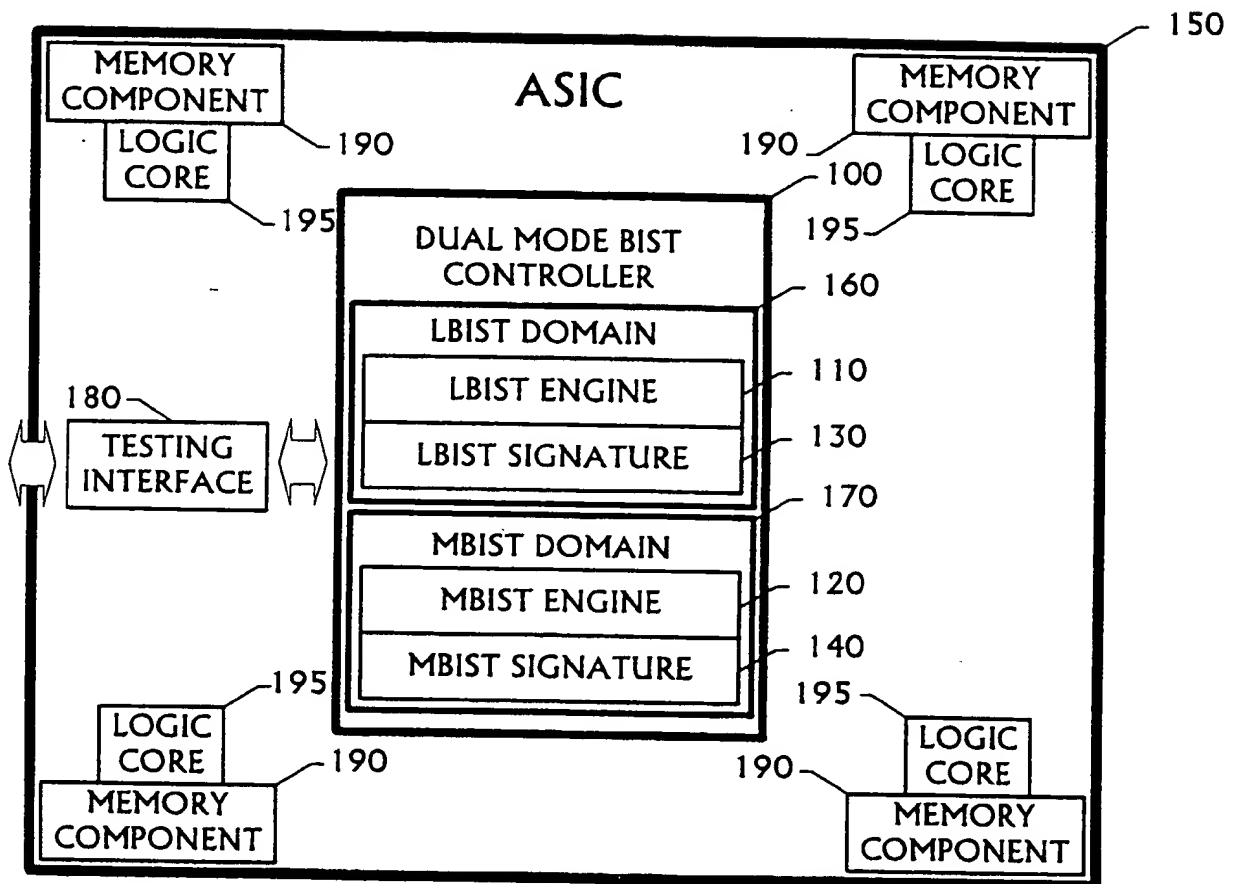 150
MEMORY
COMPONENT
ASIC
MEMORY
COMPONENT
LOGIC
CORE
190
190
LOGIC
CORE
195
100
195
DUAL MODE BIST
CONTROLLER
160
LBIST DOMAIN
LBIST ENGINE
110
180
TESTING
INTERFACE
LBIST SIGNATURE
130
170
MBIST DOMAIN
MBIST ENGINE
120
MBIST SIGNATURE
140
195
LOGIC
CORE
190
MEMORY
COMPONENT
195
LOGIC
CORE
190
MEMORY
COMPONENT